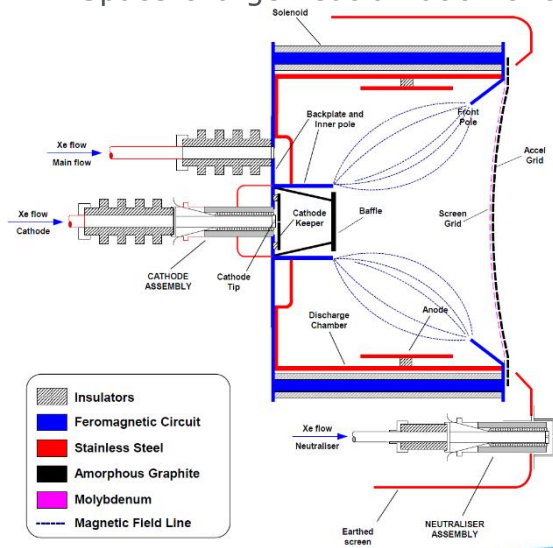 Solenoid
Backplate and
Inner pole
Front
Pole
Accel
Grid
Xe flow
Main flow
Screen
Grid
Xe flow
Cathode
Baffle
Cathode
Keeper
CATHODE
ASSEMBLY
Cathode
Tip
Discharge
Chamber
Anode
Insulators
Feromagnetic Circuit
Stainless Steel
Amorphous Graphite
Molybdenum
Magnetic Field Line
Xe flow
Neutraliser
Earthed
screen
NEUTRALISER
ASSEMBLY